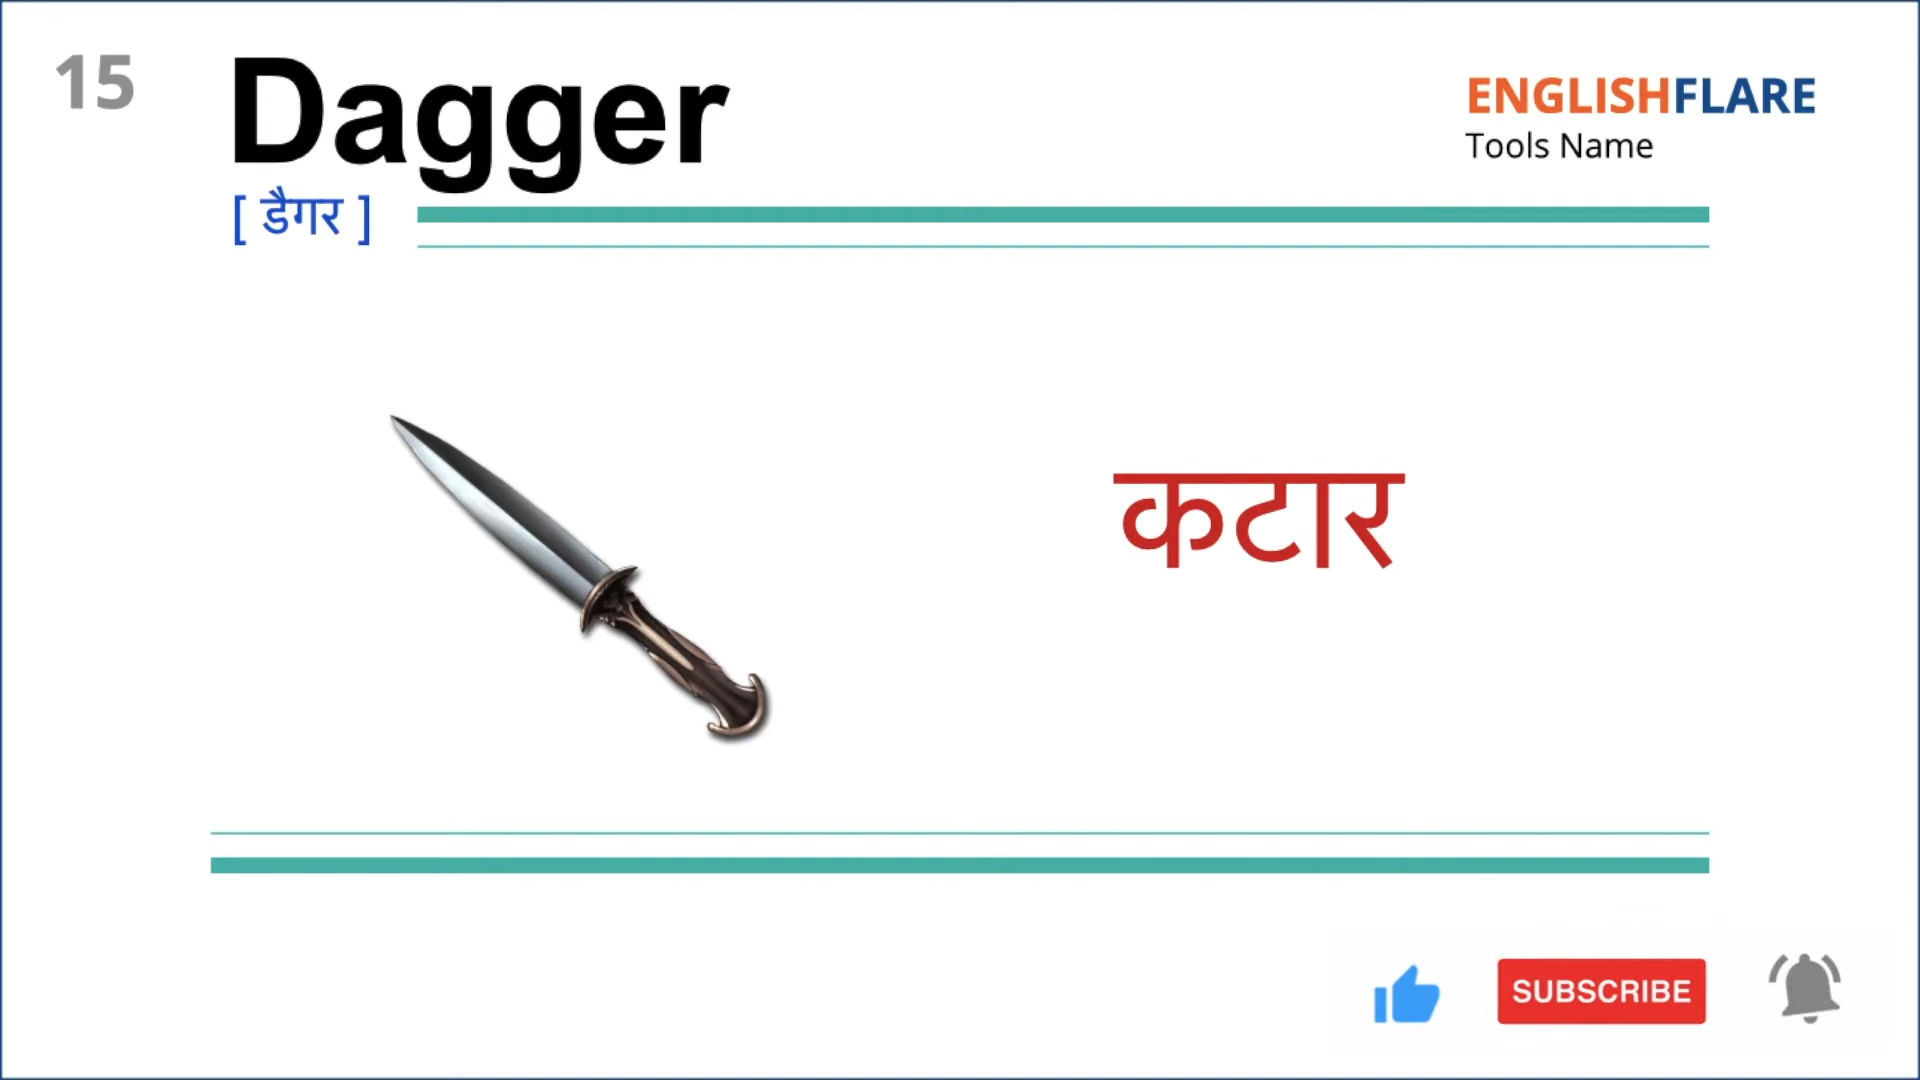 15
Dagger
ENGLISHFLARE
Tools Name
[ डैगर ]
कटार
SUBSCRIBE